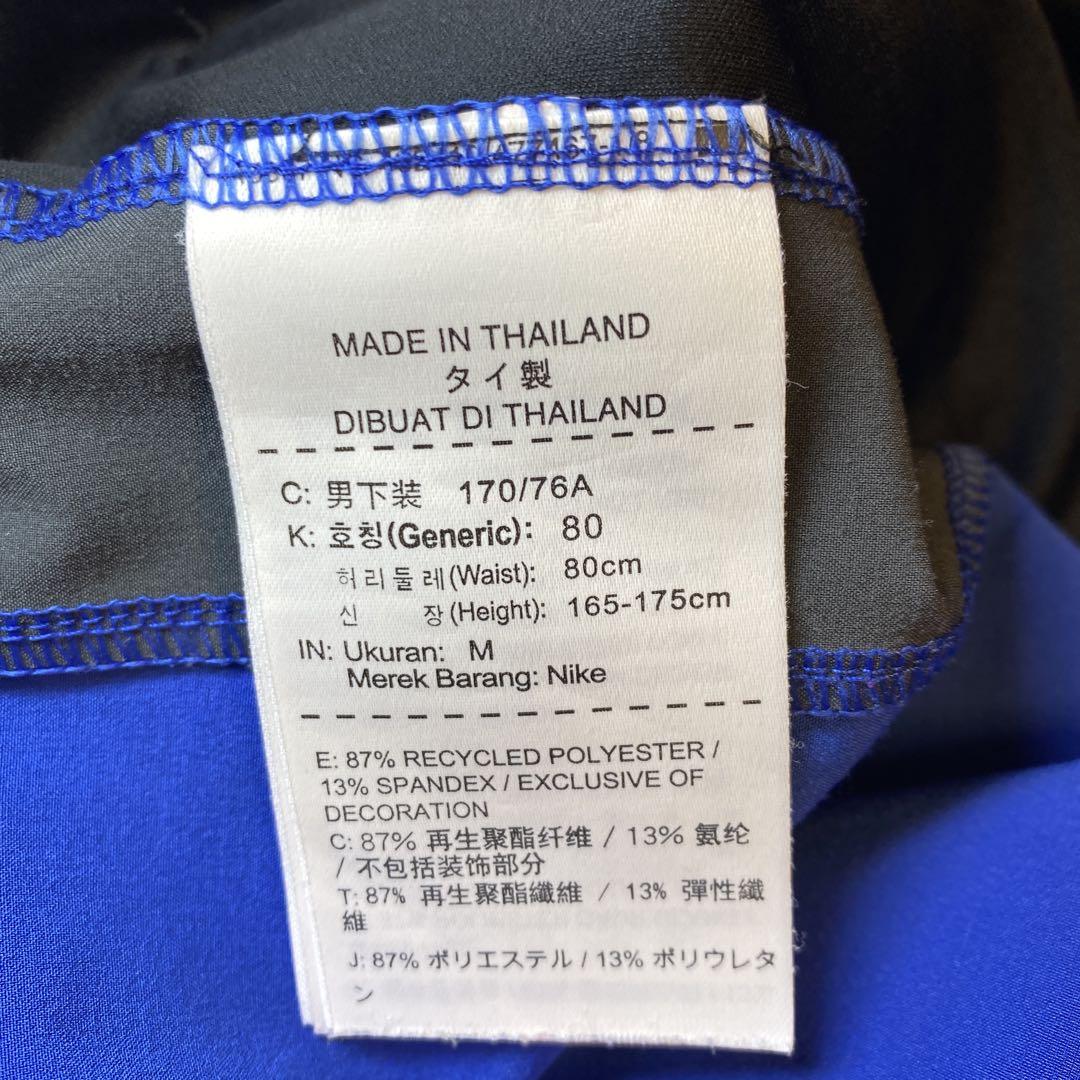 MADE IN THAILAND
タイ製
DIBUAT DI THAILAND
C: 男下装 170/76A
K: 호칭(Generic): 80
허리둘레(Waist): 80cm
신 장(Height): 165-175cm
IN: Ukuran: M
Merek Barang: Nike
E: 87% RECYCLED POLYESTER /
13% SPANDEX / EXCLUSIVE OF
DECORATION
C: 87% 再生聚酯纤维 / 13% 氨纶
/ 不包括装饰部分
T: 87% 再生聚酯纖維 / 13% 彈性纖
維
J: 87% ポリエステル / 13% ポリウレタ
ン